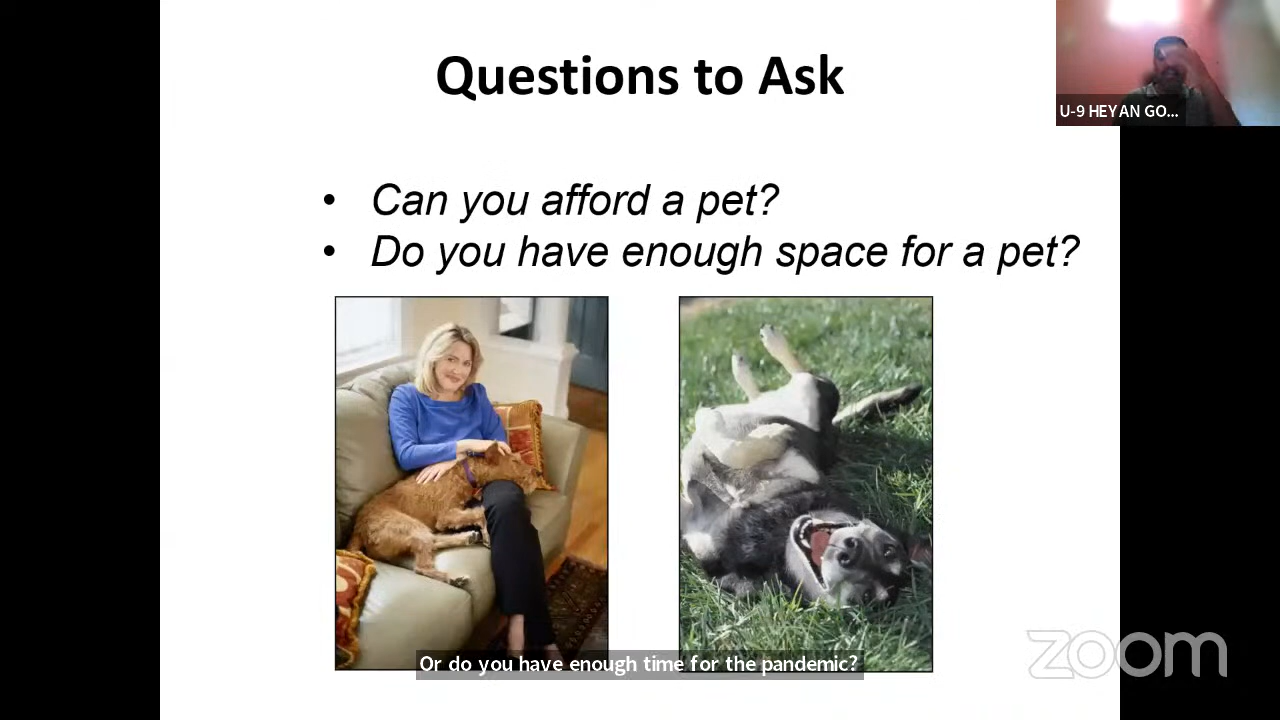 Questions to Ask
U-9 HEYAN GO...
• Can you afford a pet?
• Do you have enough space for a pet?
zoom
Or do you have enough time for the pandemic?